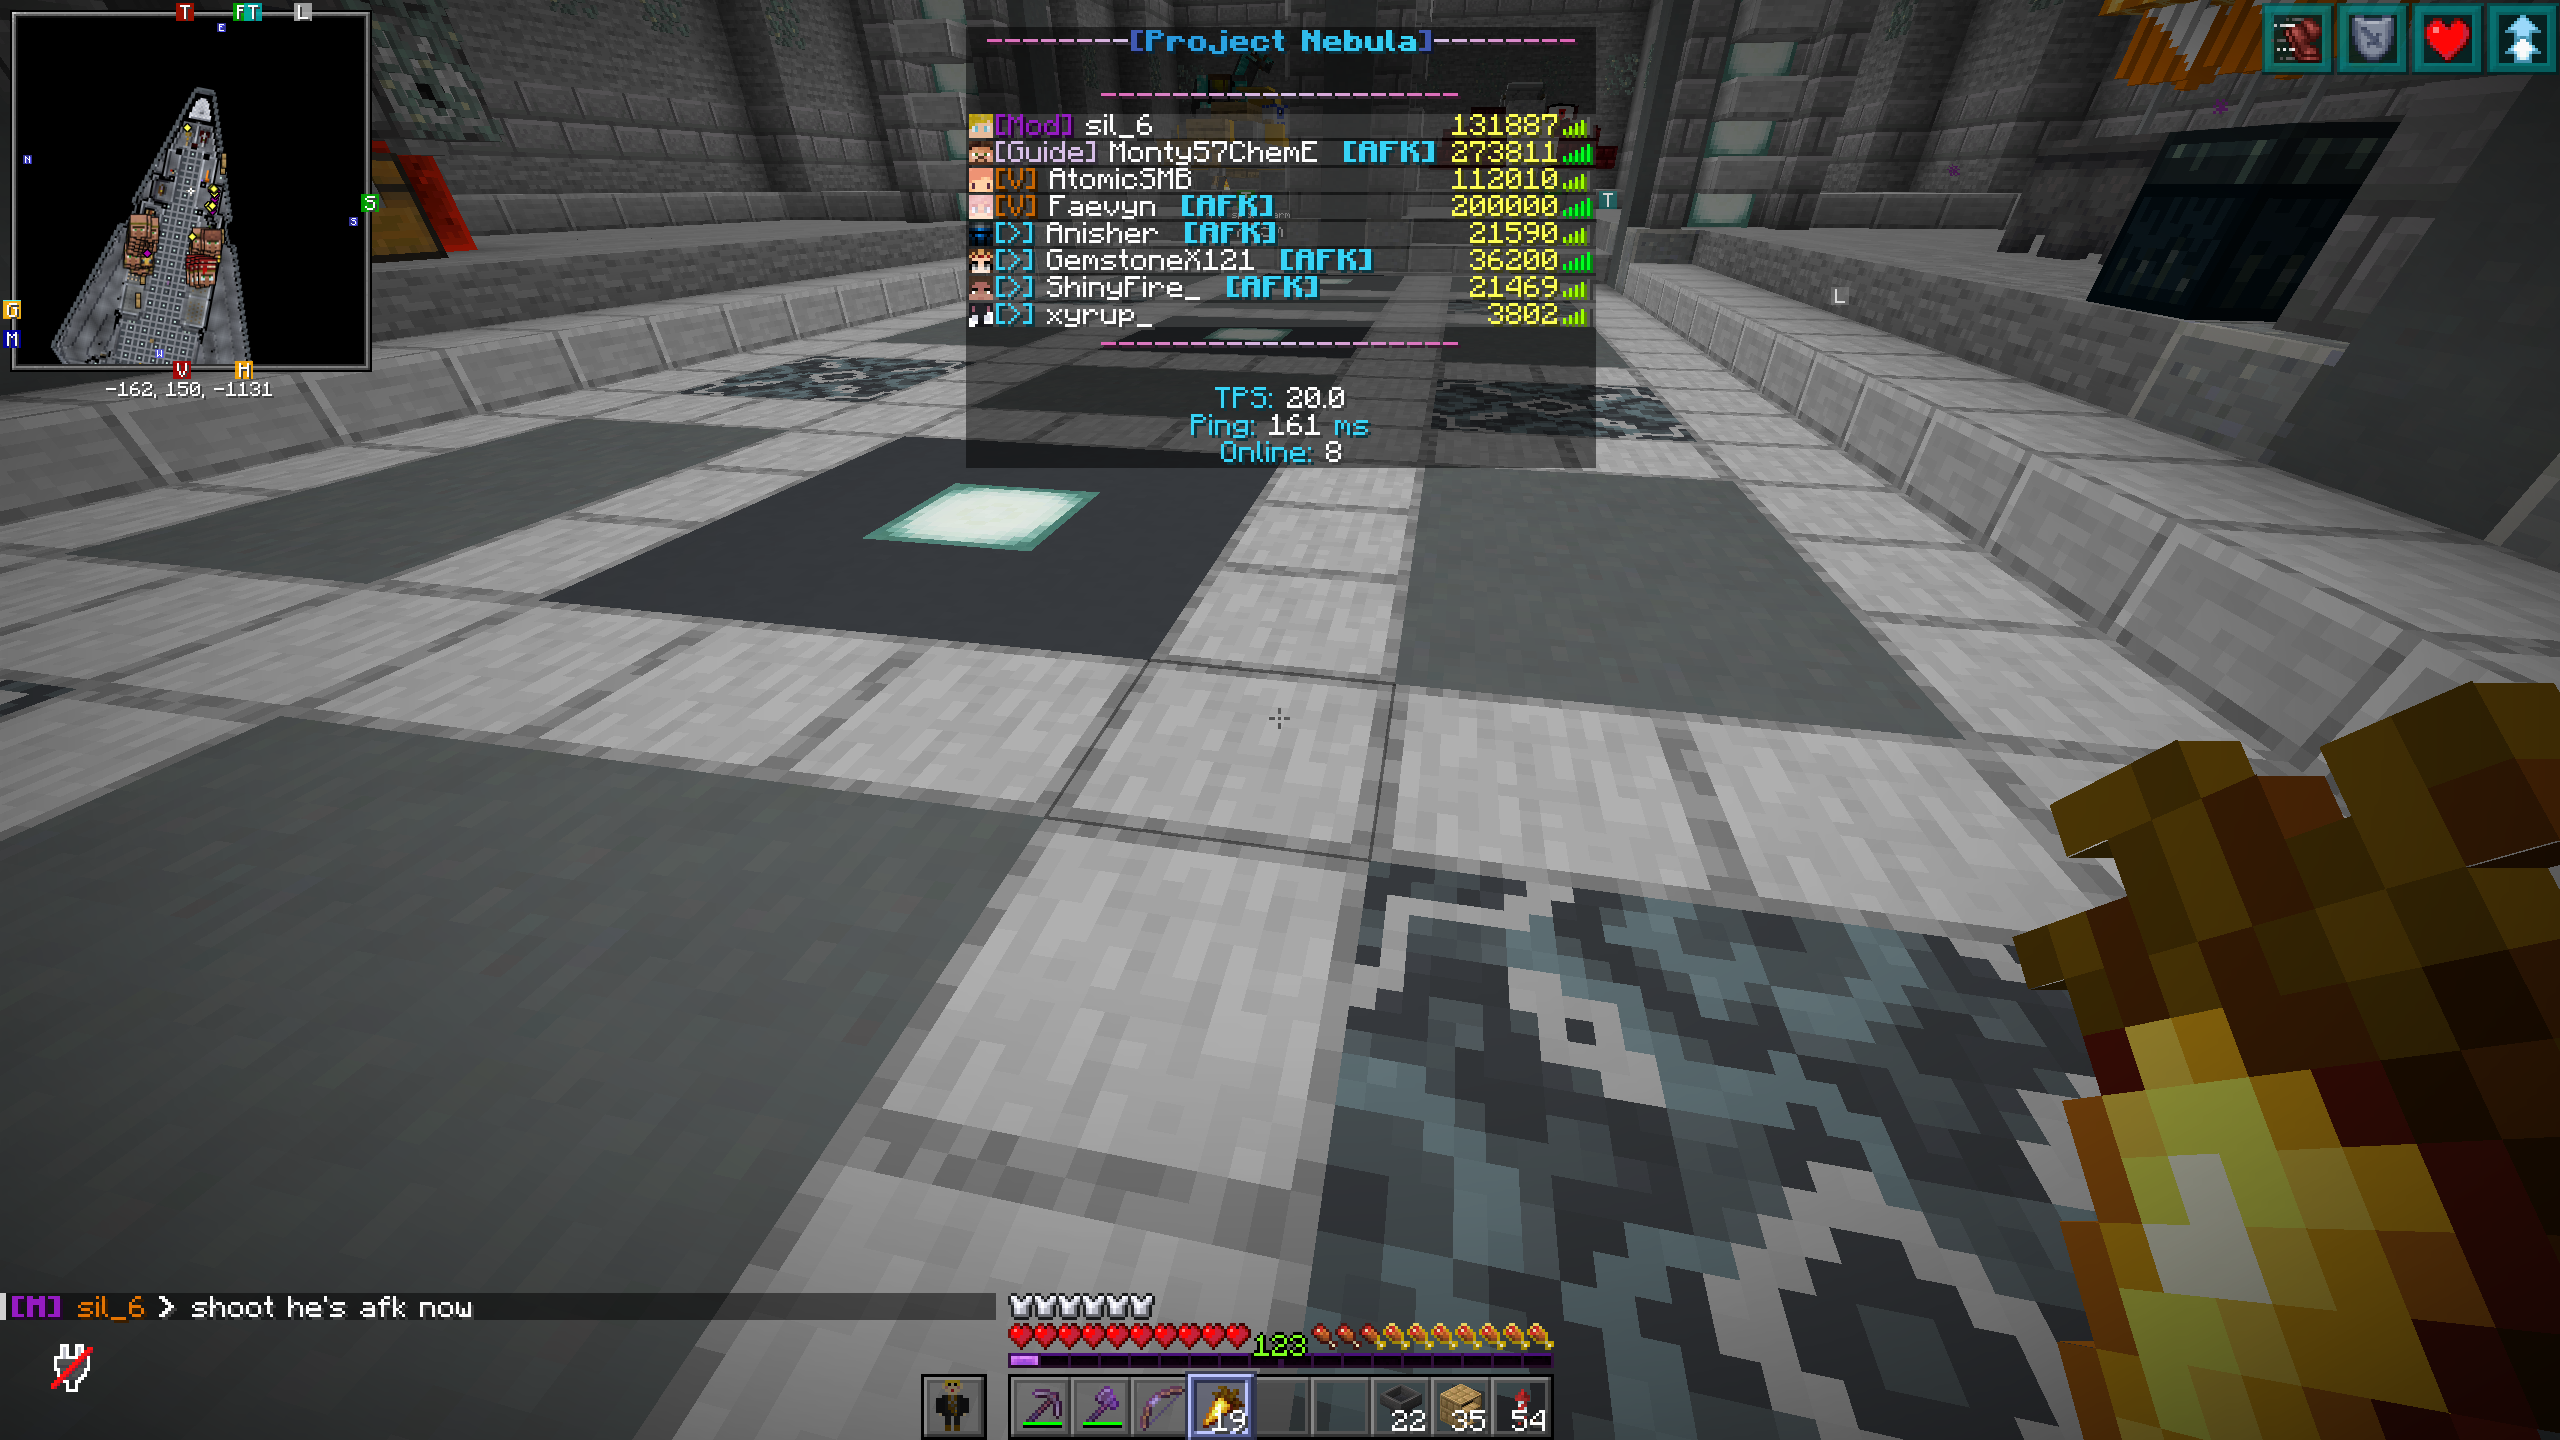 T FT L
E
N
S
S
G
M
W
V H
-162, 150, -1131
[Project Nebula]
[Mod] sil_6 131887
[Guide] Monty57ChemE [AFK] 273811
[V] AtomicSMB 112010
[V] Faevyn [AFK] 200000
[>] Anisher [AFK] 21590
[>] GemstoneX121 [AFK] 36200
[>] ShinyFire_ [AFK] 21469
[>] xyrup_ 3802
TPS: 20.0
Ping: 161 ms
Online: 8
T
L
[M] sil_6 > shoot he's afk now
128
19 22 35 54